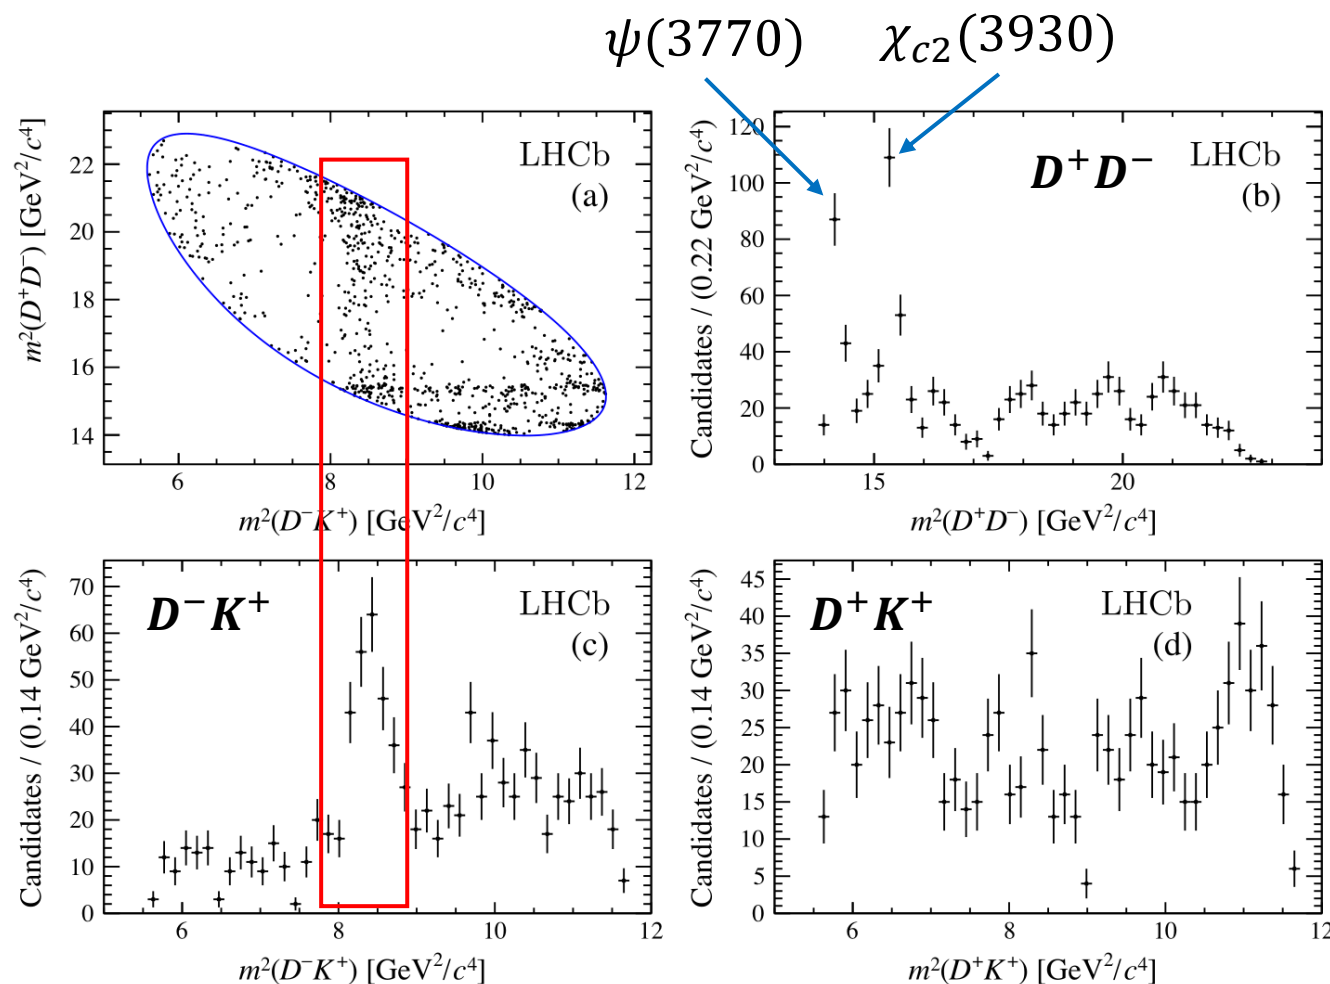 ψ(3770)
χc2(3930)
LHCb
(a)
m²(D⁺D⁻) [GeV²/c⁴]
22
20
18
16
14
6
8
10
12
m²(D⁻K⁺) [GeV²/c⁴]
D⁺D⁻
LHCb
(b)
Candidates / (0.22 GeV²/c⁴)
120
100
80
60
40
20
0
15
20
m²(D⁺D⁻) [GeV²/c⁴]
D⁻K⁺
LHCb
(c)
Candidates / (0.14 GeV²/c⁴)
70
60
50
40
30
20
10
0
6
8
10
12
m²(D⁻K⁺) [GeV²/c⁴]
D⁺K⁺
LHCb
(d)
Candidates / (0.14 GeV²/c⁴)
45
40
35
30
25
20
15
10
5
0
6
8
10
12
m²(D⁺K⁺) [GeV²/c⁴]